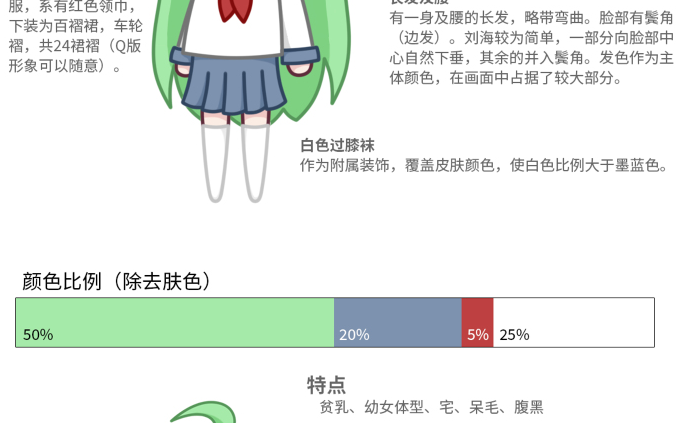 服，系有红色领巾，
下装为百褶裙，车轮
褶，共24裙褶（Q版
形象可以随意）。
有一身及腰的长发，略带弯曲。脸部有鬓角
（边发）。刘海较为简单，一部分向脸部中
心自然下垂，其余的并入鬓角。发色作为主
体颜色，在画面中占据了较大部分。
白色过膝袜
作为附属装饰，覆盖皮肤颜色，使白色比例大于墨蓝色。
颜色比例（除去肤色）
50% 20% 5% 25%
特点
贫乳、幼女体型、宅、呆毛、腹黑